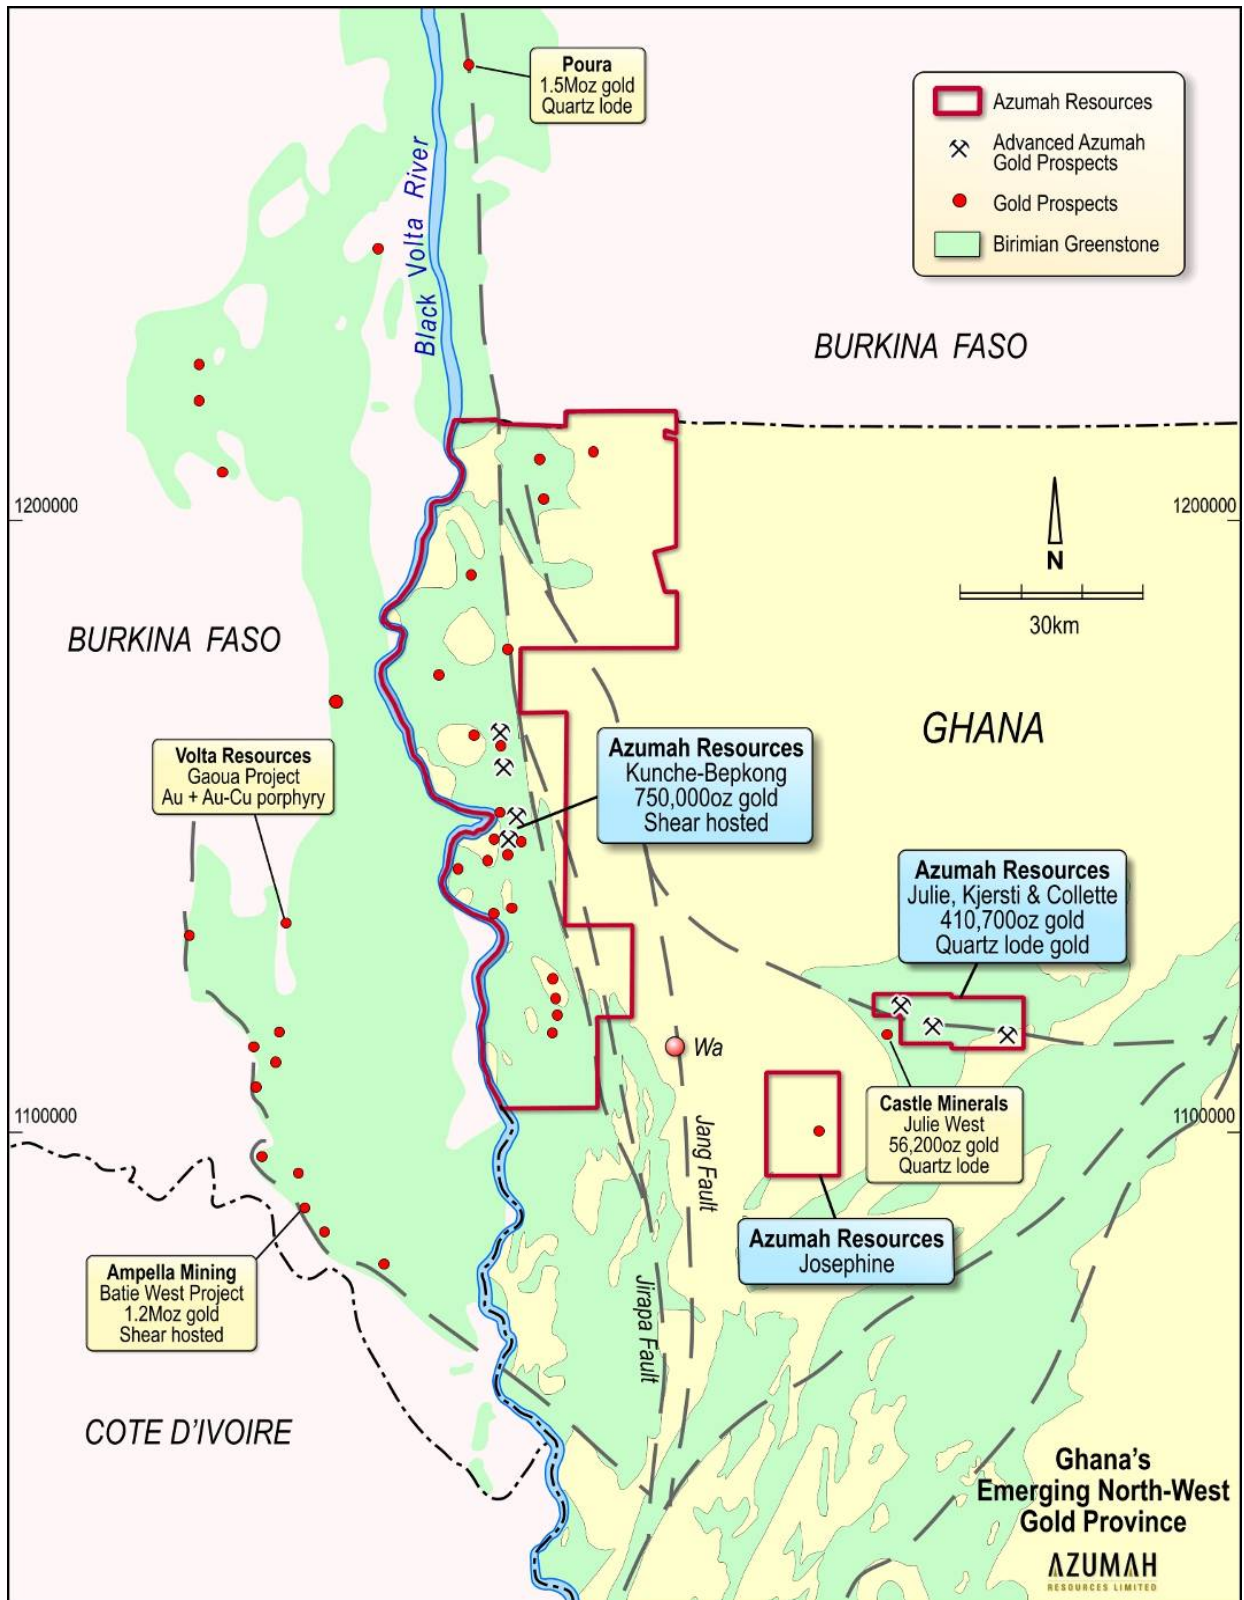 Poura
1.5Moz gold
Quartz lode
Azumah Resources
Advanced Azumah
Gold Prospects
Gold Prospects
Birimian Greenstone
Black Volta River
BURKINA FASO
1200000
1200000
N
30km
BURKINA FASO
GHANA
Volta Resources
Gaoua Project
Au + Au-Cu porphyry
Azumah Resources
Kunche-Bepkong
750,000oz gold
Shear hosted
Azumah Resources
Julie, Kjersti & Collette
410,700oz gold
Quartz lode gold
Wa
Castle Minerals
Julie West
56,200oz gold
Quartz lode
1100000
1100000
Jang Fault
Azumah Resources
Josephine
Ampella Mining
Batie West Project
1.2Moz gold
Shear hosted
Jirapa Fault
COTE D'IVOIRE
Ghana's
Emerging North-West
Gold Province
AZUMAH
RESOURCES LIMITED